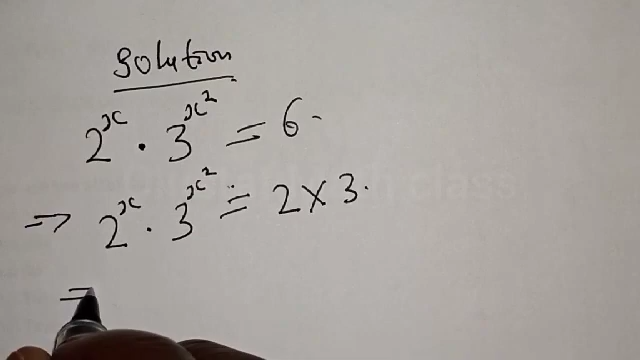 Solution
2^x · 3^x² = 6.
⇒ 2^x · 3^x² = 2 × 3.
=